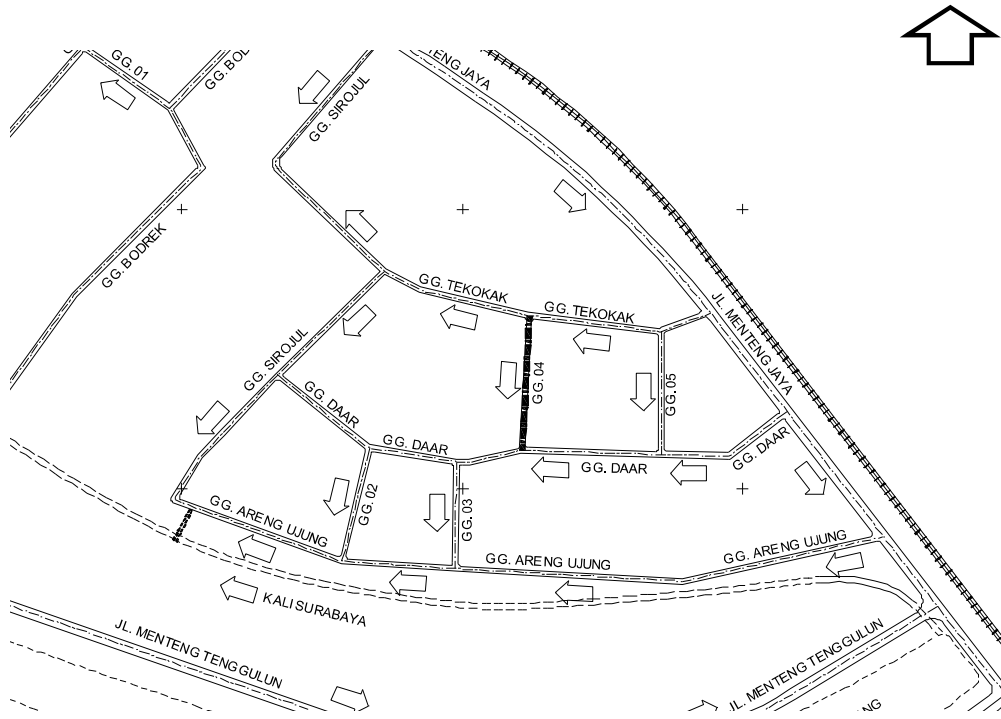 GG. 01
GG. BOD
TENG JAYA
GG. SIROJUL
GG. BODREK
GG. TEKOKAK
GG. TEKOKAK
JL. MENTENG JAYA
GG. SIROJUL
GG. 04
GG. 05
GG. DAAR
GG. DAAR
GG. DAAR
GG. DAAR
GG. 02
GG. 03
GG. ARENG UJUNG
GG. ARENG UJUNG
GG. ARENG UJUNG
KALI SURABAYA
JL. MENTENG TENGGULUN
JL. MENTENG TENGGULUN
NG